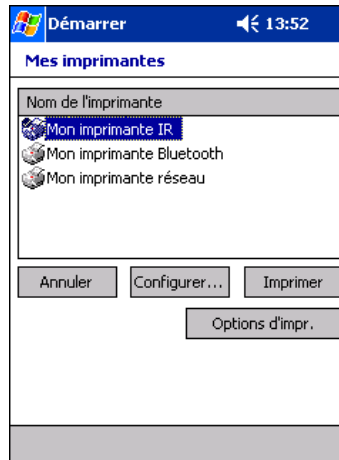 Démarrer 13:52
Mes imprimantes
Nom de l'imprimante
Mon imprimante IR
Mon imprimante Bluetooth
Mon imprimante réseau
Annuler Configurer... Imprimer
Options d'impr.